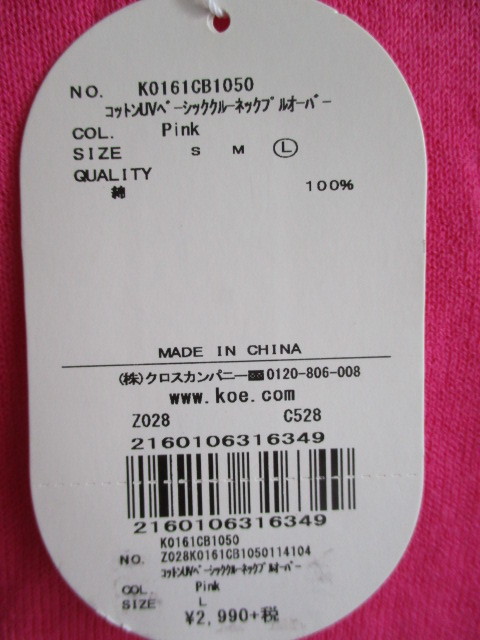 NO. K0161CB1050
コットンUVベーシッククルーネックプルオーバー
COL. Pink
SIZE S M L
QUALITY
綿 100%
MADE IN CHINA
(株)クロスカンパニー☎0120-806-008
www.koe.com
Z028 C528
2160106316349
2160106316349
K0161CB1050
NO. Z028K0161CB1050114104
コットンUVベーシッククルーネックプルオーバー
COL. Pink
SIZE L
¥2,990+税